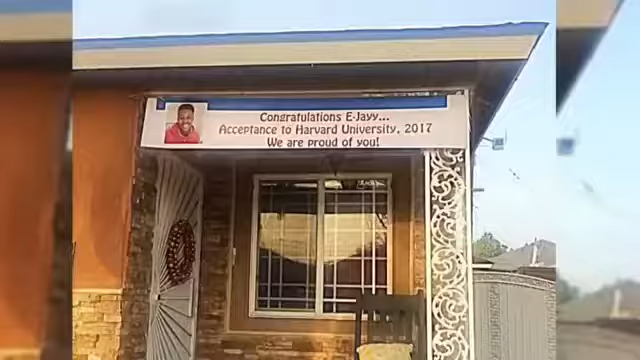 Congratulations E-Jayy...
Acceptance to Harvard University, 2017
We are proud of you!